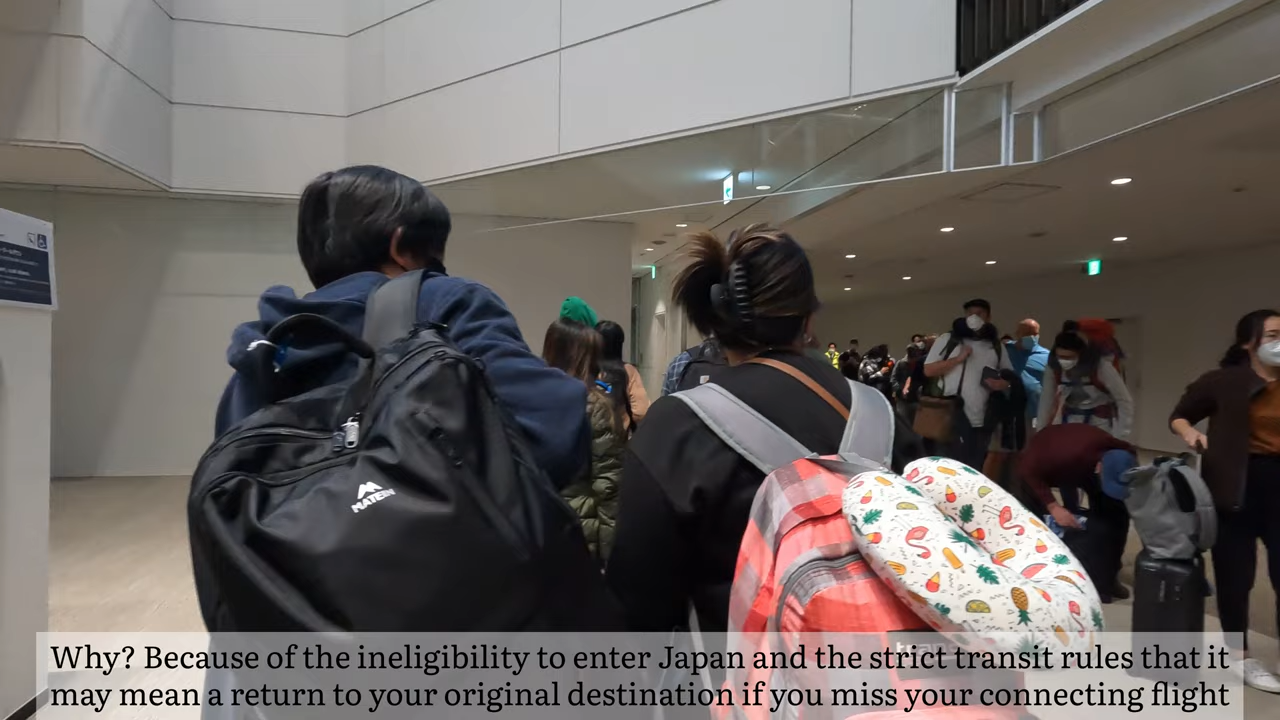 MATEIN
Why? Because of the ineligibility to enter Japan and the strict transit rules that it
may mean a return to your original destination if you miss your connecting flight